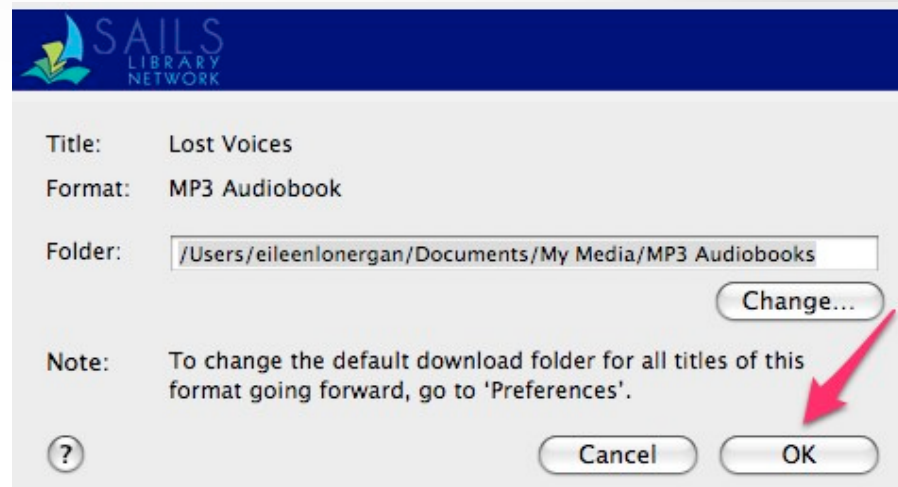 SAILS
LIBRARY
NETWORK
Title: Lost Voices
Format: MP3 Audiobook
Folder: /Users/eileenlonergan/Documents/My Media/MP3 Audiobooks
Change...
Note: To change the default download folder for all titles of this
format going forward, go to 'Preferences'.
? Cancel OK